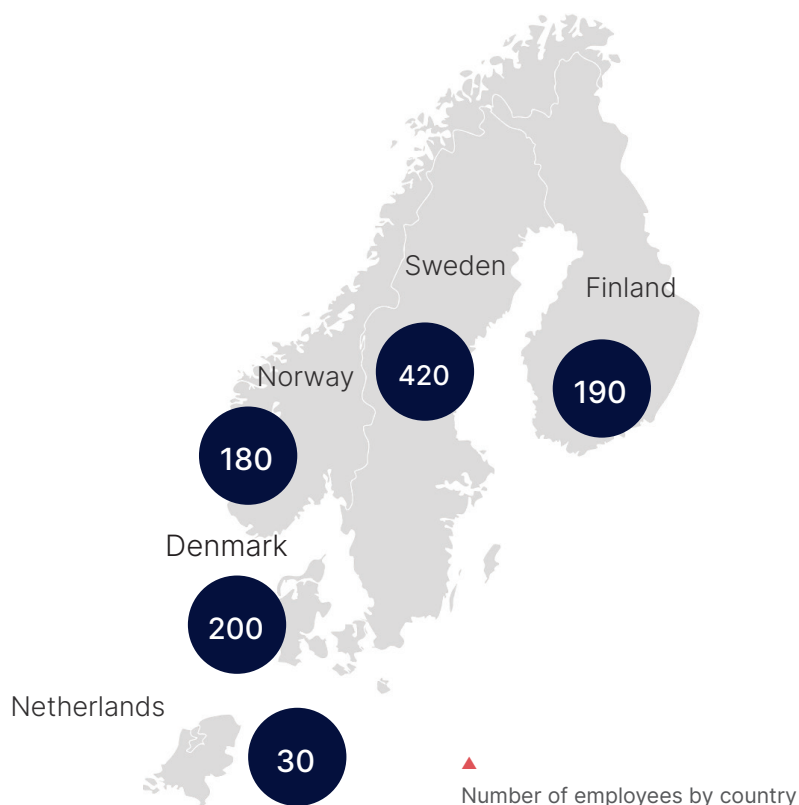 Sweden
Finland
Norway
420
190
180
Denmark
200
Netherlands
30
Number of employees by country